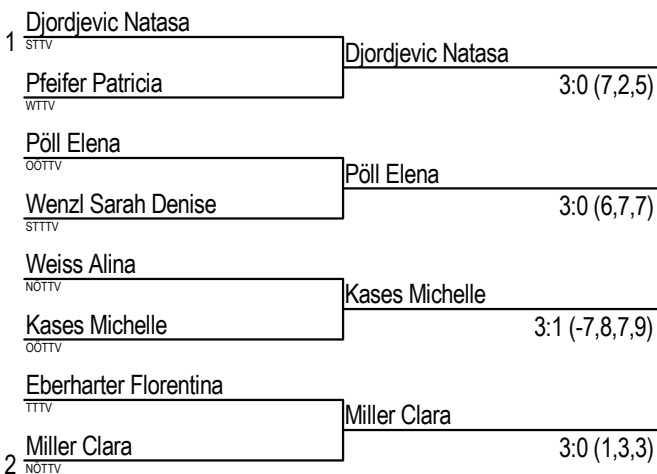 Djordjevic Natasa
1 STTV
Djordjevic Natasa
Pfeifer Patricia
3:0 (7,2,5)
WTTV
Pöll Elena
OÖTTV
Pöll Elena
Wenzl Sarah Denise
3:0 (6,7,7)
STTTV
Weiss Alina
NÖTTV
Kases Michelle
Kases Michelle
3:1 (-7,8,7,9)
OÖTTV
Eberharter Florentina
TTTV
Miller Clara
Miller Clara
3:0 (1,3,3)
2 NÖTTV